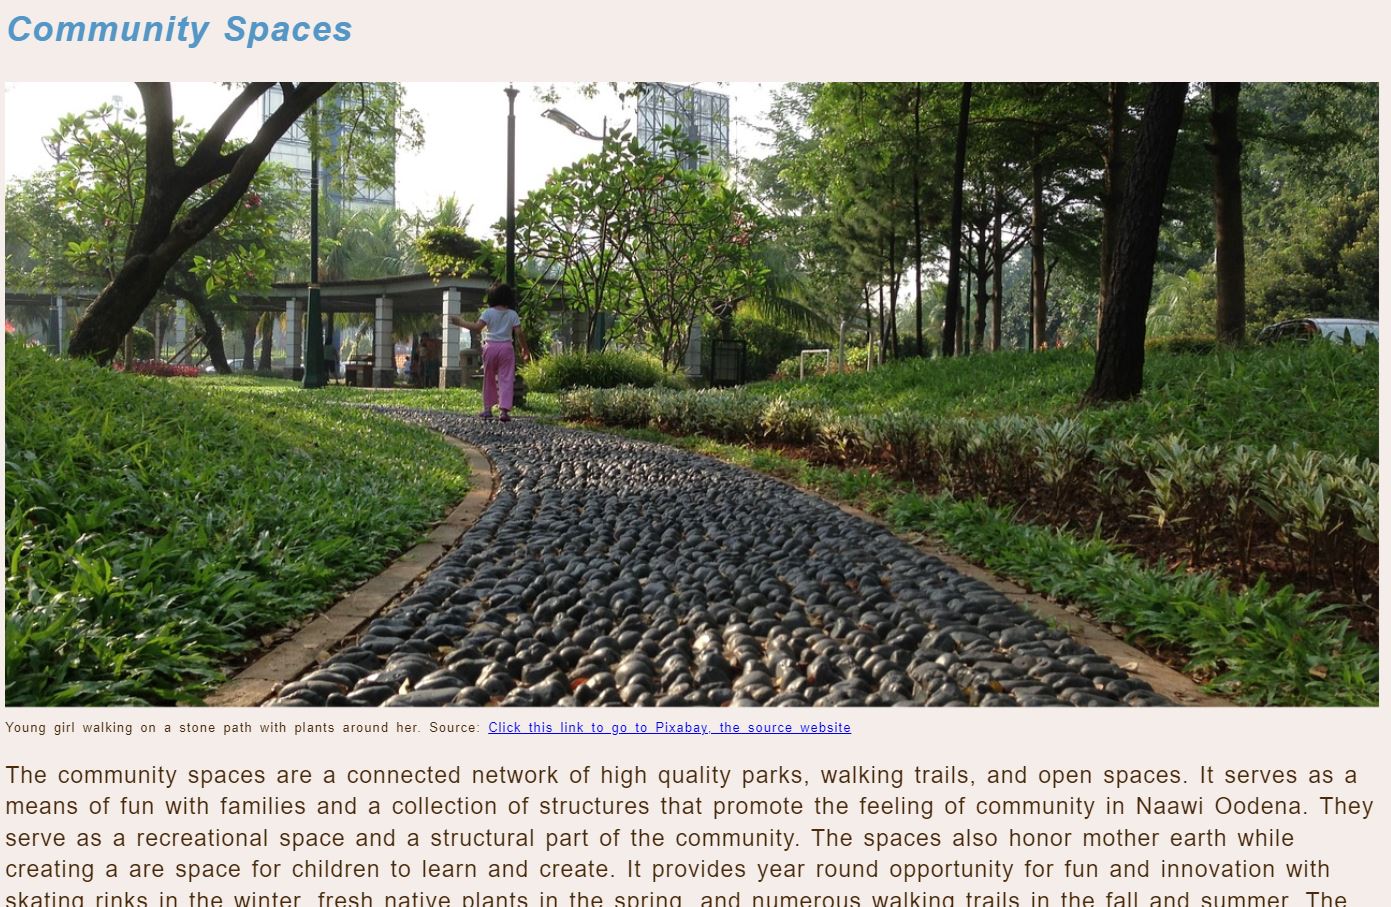 Community Spaces
Young girl walking on a stone path with plants around her. Source: Click this link to go to Pixabay, the source website
The community spaces are a connected network of high quality parks, walking trails, and open spaces. It serves as a
means of fun with families and a collection of structures that promote the feeling of community in Naawi Oodena. They
serve as a recreational space and a structural part of the community. The spaces also honor mother earth while
creating a are space for children to learn and create. It provides year round opportunity for fun and innovation with
skating rinks in the winter, fresh native plants in the spring, and numerous walking trails in the fall and summer. The